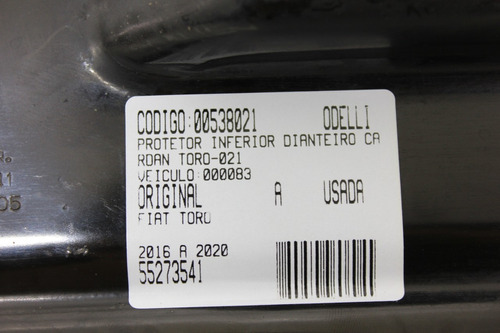 CODIGO:00538021 ODELLI
PROTETOR INFERIOR DIANTEIRO CA
RDAN TORO-021
VEICULO:000083
ORIGINAL A USADA
FIAT TORO
2016 A 2020
55273541